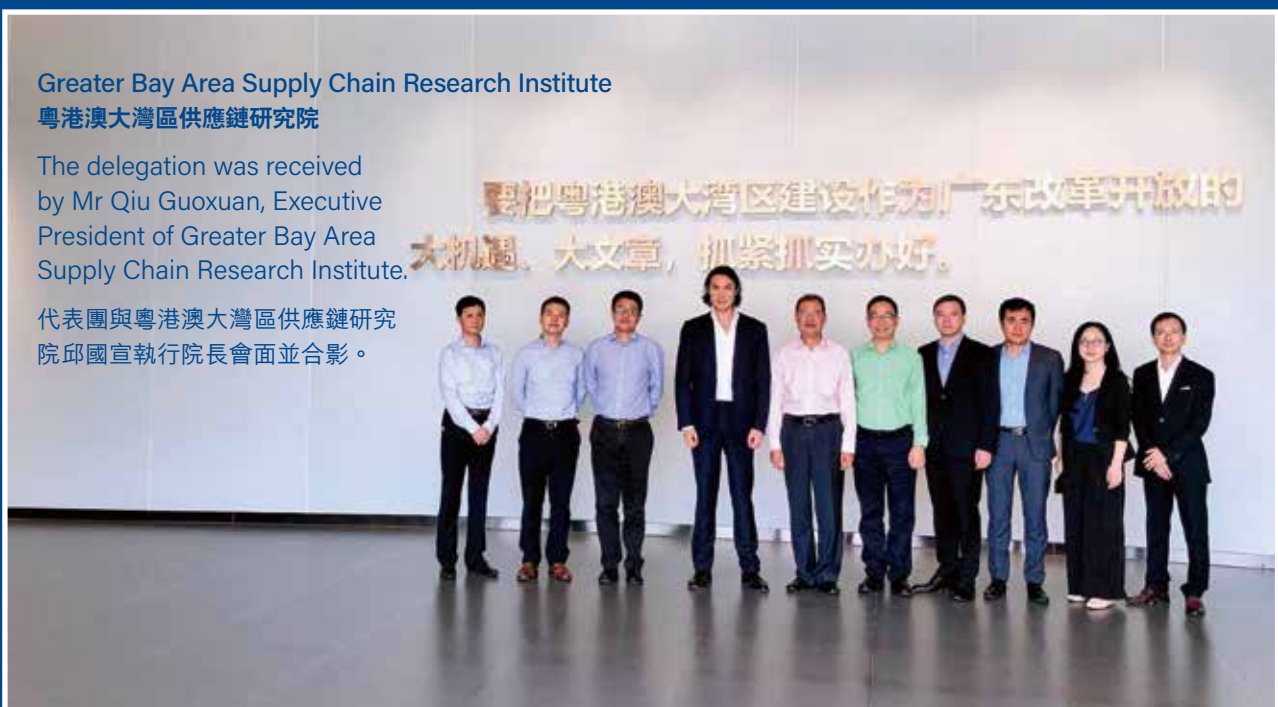 Greater Bay Area Supply Chain Research Institute
粵港澳大灣區供應鏈研究院
The delegation was received
by Mr Qiu Guoxuan, Executive
President of Greater Bay Area
Supply Chain Research Institute.
代表團與粵港澳大灣區供應鏈研究
院邱國宣執行院長會面並合影。
要把粤港澳大湾区建设作为广东改革开放的
大机遇、大文章，抓紧抓实办好。